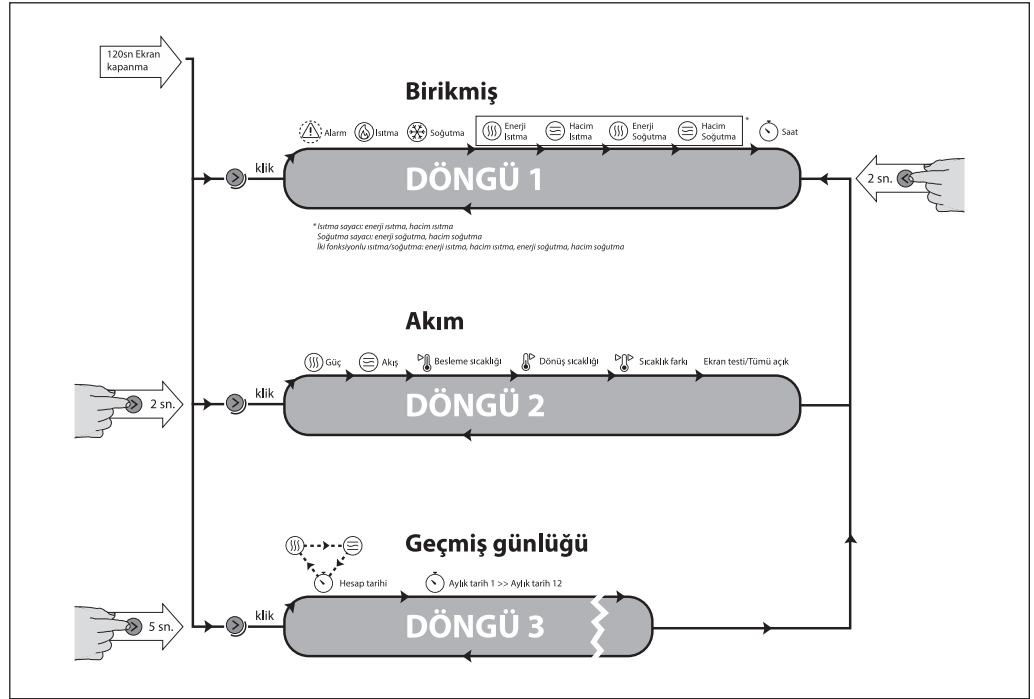 120sn Ekran
kapanma
Birikmiş
Alarm Isıtma Soğutma Enerji Isıtma Hacim Isıtma Enerji Soğutma Hacim Soğutma * Saat
klik
DÖNGÜ 1
2 sn.
* Isıtma sayacı: enerji ısıtma, hacim ısıtma
Soğutma sayacı: enerji soğutma, hacim soğutma
İki fonksiyonlu ısıtma/soğutma: enerji ısıtma, hacim ısıtma, enerji soğutma, hacim soğutma
Akım
Güç Akış Besleme sıcaklığı Dönüş sıcaklığı Sıcaklık farkı Ekran testi/Tümü açık
2 sn.
klik
DÖNGÜ 2
Geçmiş günlüğü
Hesap tarihi Aylık tarih 1 >> Aylık tarih 12
5 sn.
klik
DÖNGÜ 3